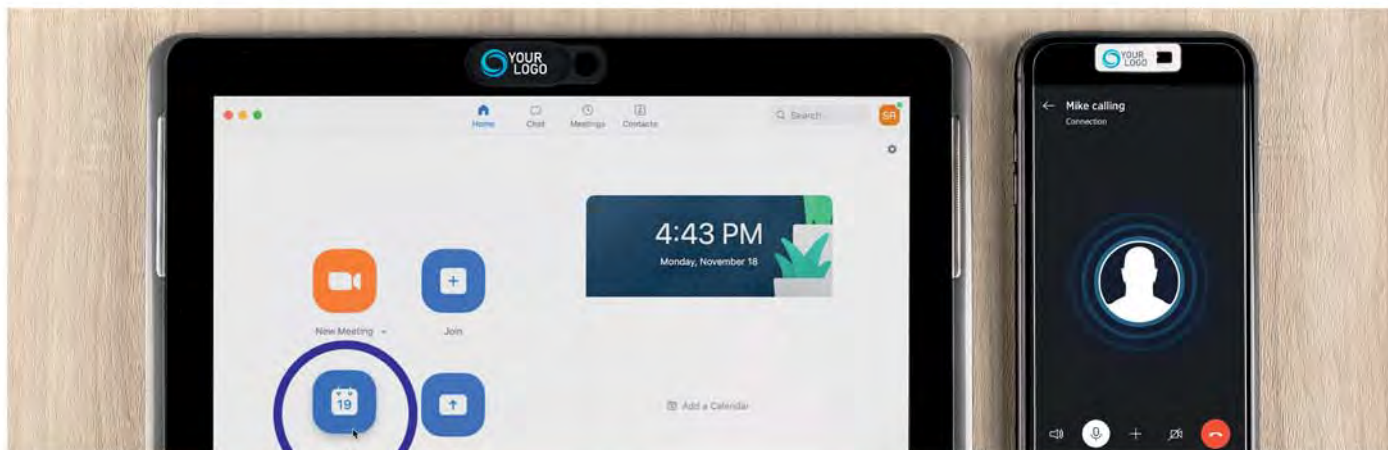 YOUR
LOGO
Home
Chat
Meetings
Contacts
Search
SR
4:43 PM
Monday, November 18
New Meeting
Join
19
Add a Calendar
YOUR
LOGO
Mike calling
Connection